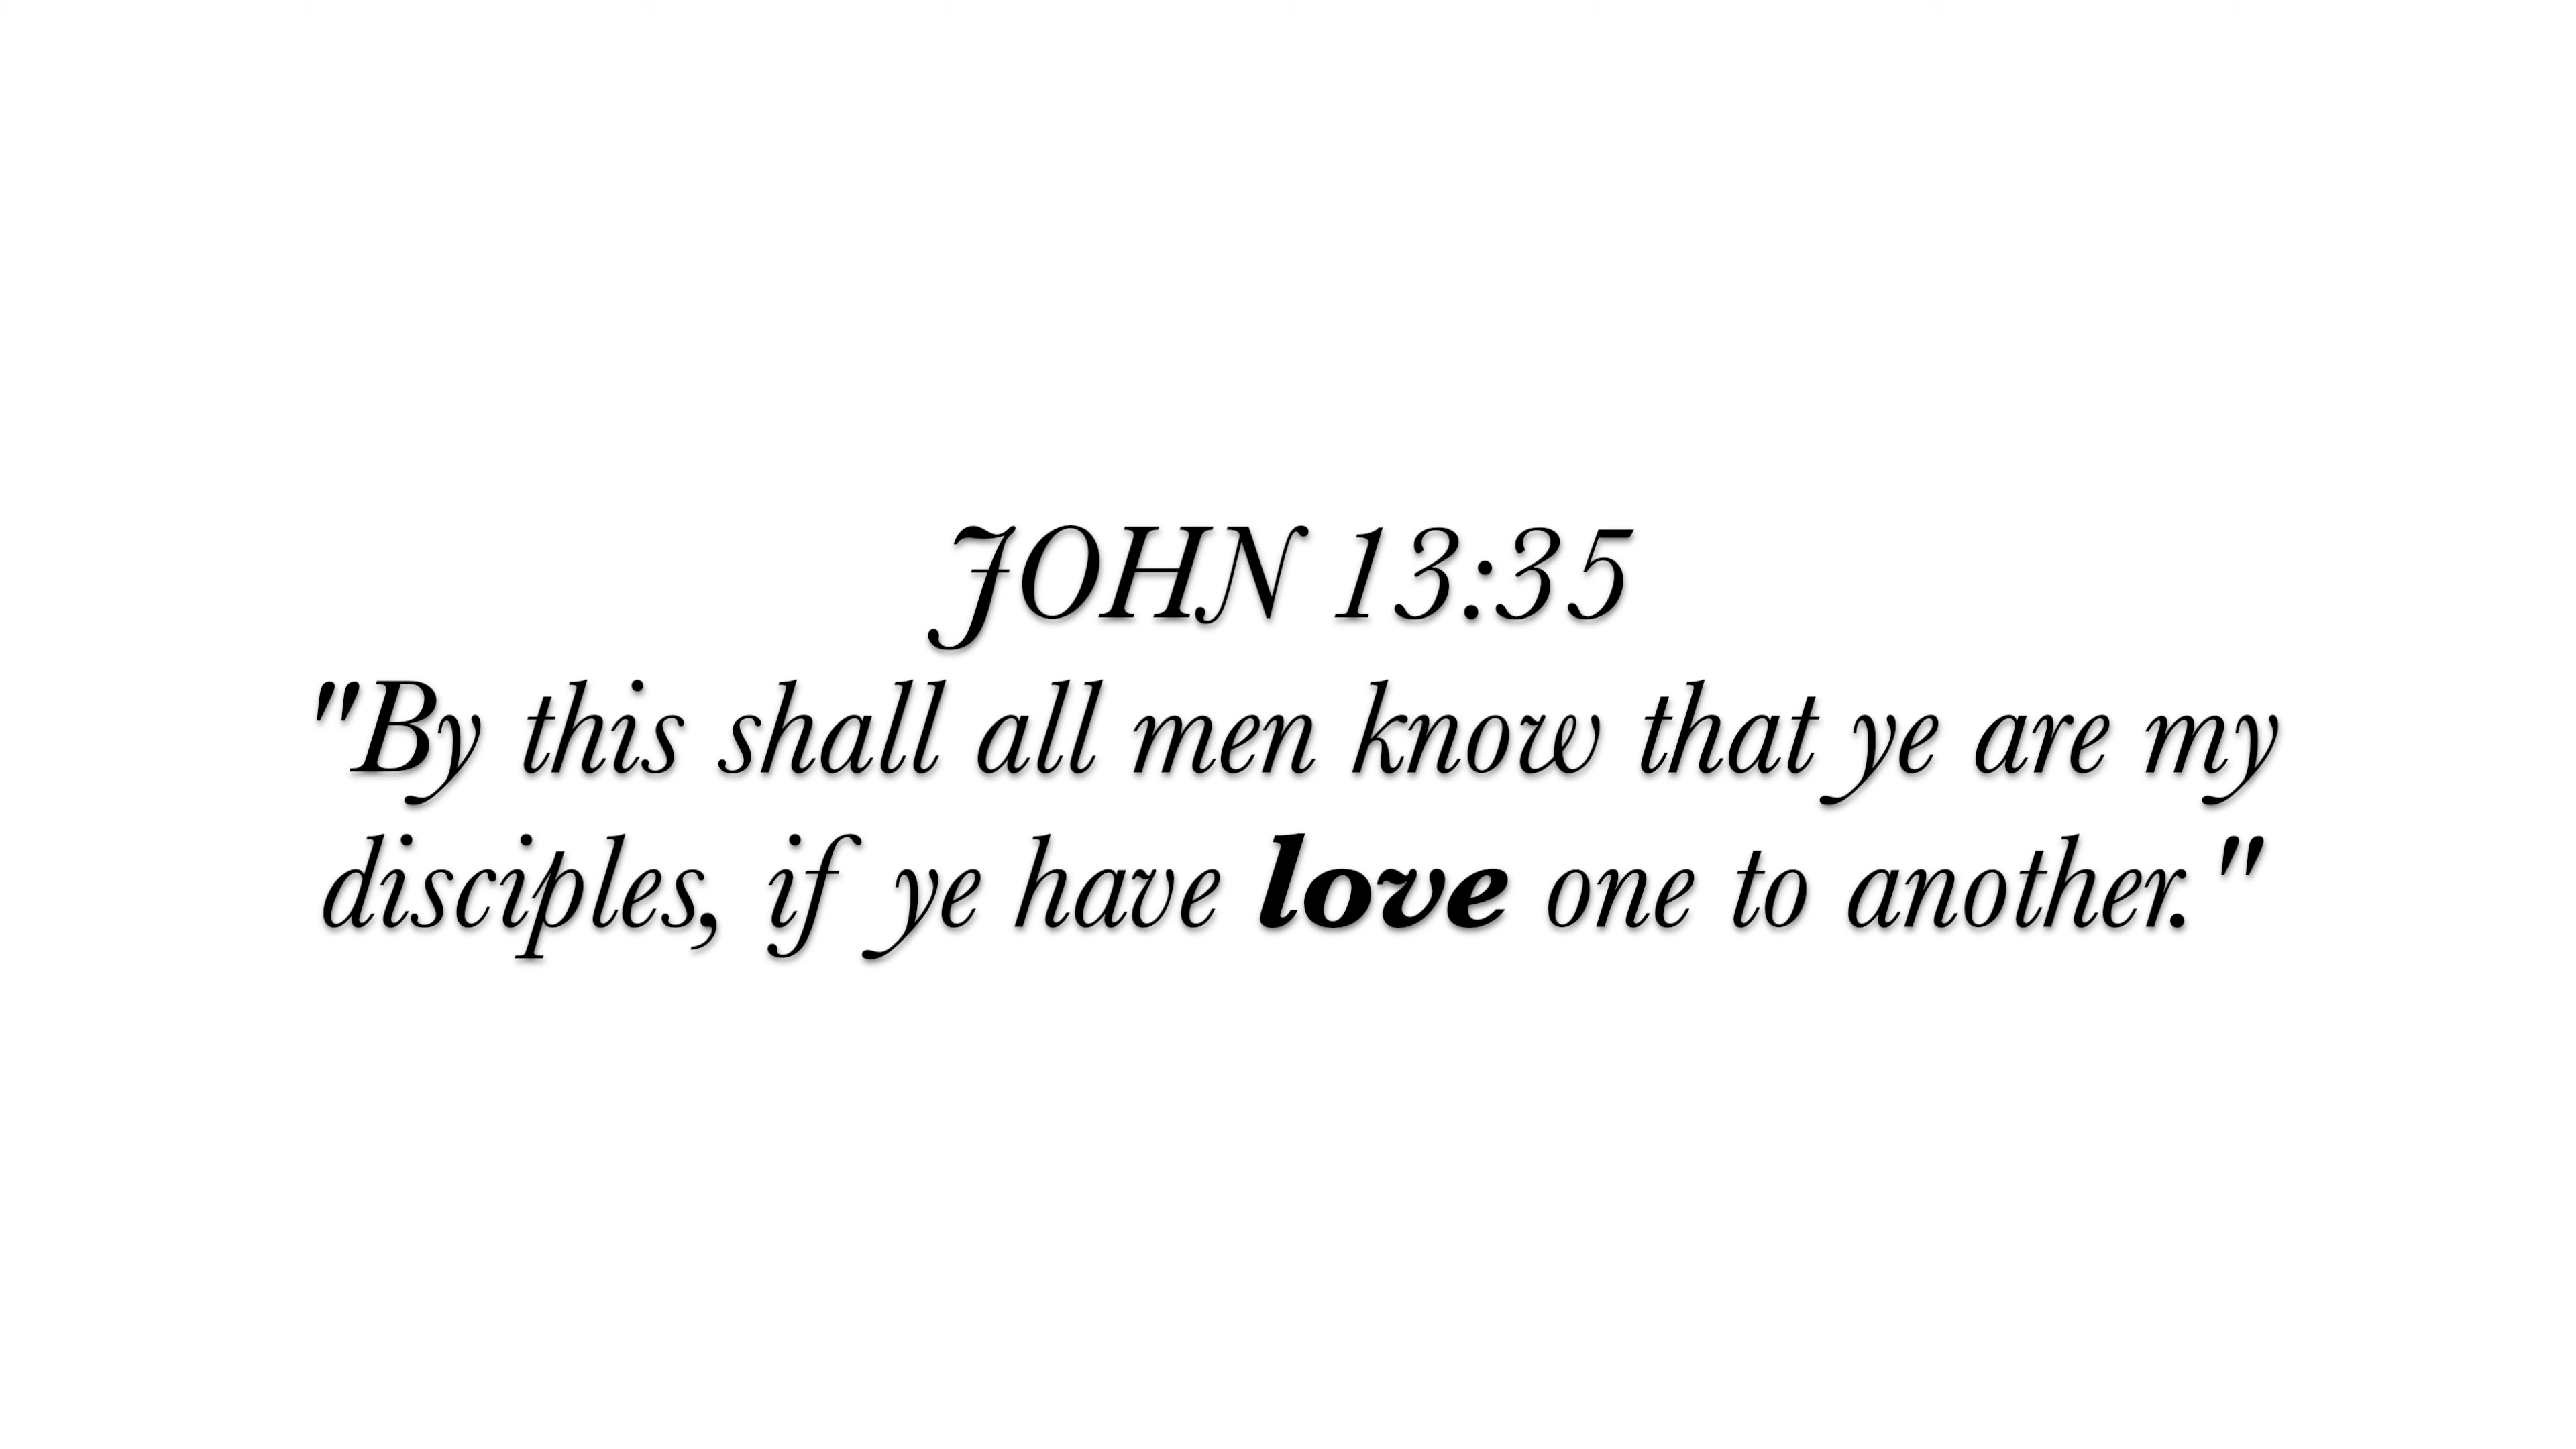 JOHN 13:35
"By this shall all men know that ye are my
disciples, if ye have love one to another."